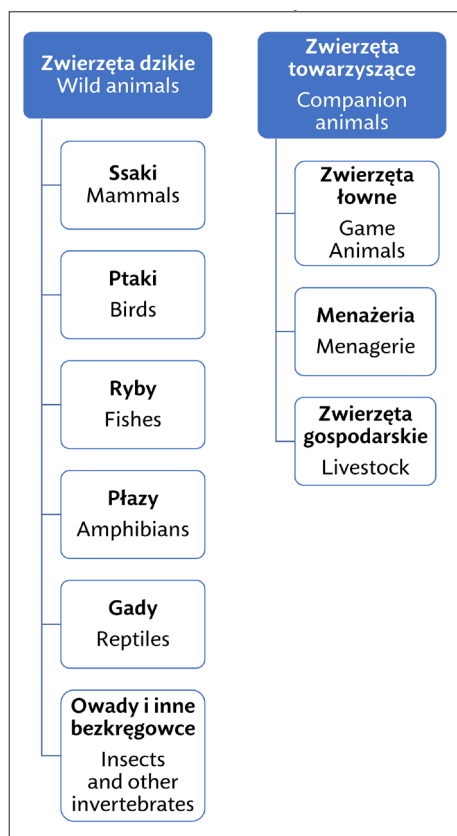 Zwierzęta dzikie
Wild animals
Ssaki
Mammals
Ptaki
Birds
Ryby
Fishes
Płazy
Amphibians
Gady
Reptiles
Owady i inne
bezkręgowce
Insects
and other
invertebrates
Zwierzęta
towarzyszące
Companion
animals
Zwierzęta
łowne
Game
Animals
Menażeria
Menagerie
Zwierzęta
gospodarskie
Livestock